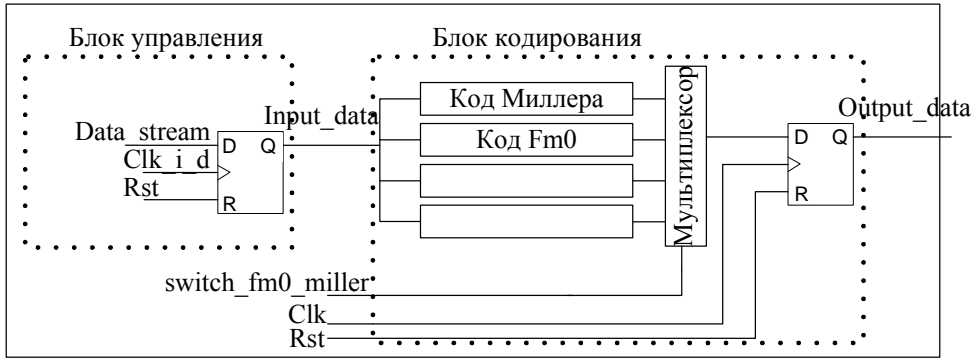 Блок управления
Блок кодирования
Код Миллера
Input_data
Output_data
Data_stream
D
Q
Код Fm0
Мультиплексор
D
Q
Clk_i_d
Rst
R
R
switch_fm0_miller
Clk
Rst